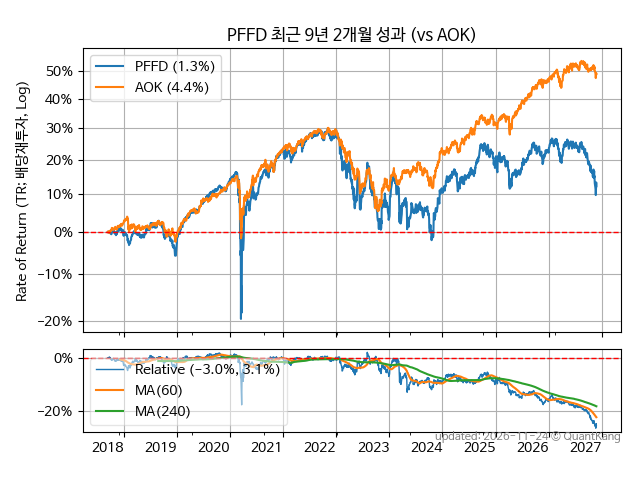 PFFD 최근 9년 2개월 성과 (vs AOK)
Rate of Return (TR: 배당재투자, Log)
50%
40%
30%
20%
10%
0%
−10%
−20%
PFFD (1.3%)
AOK (4.4%)
0%
−20%
Relative (−3.0%, 3.1%)
MA(60)
MA(240)
2018 2019 2020 2021 2022 2023 2024 2025 2026 2027
updated: 2026-11-24 © QuantKang